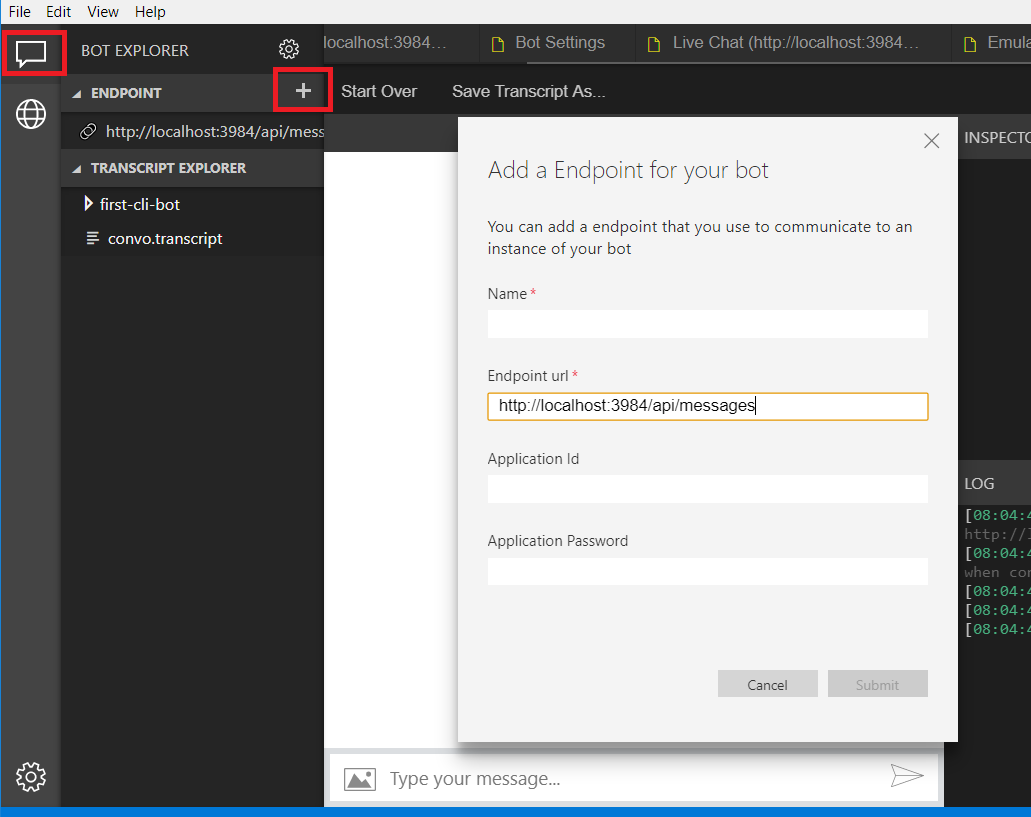 File Edit View Help
BOT EXPLORER
localhost:3984...
Bot Settings
Live Chat (http://localhost:3984...
Emula
ENDPOINT
+
Start Over
Save Transcript As...
http://localhost:3984/api/mess
INSPECTO
TRANSCRIPT EXPLORER
first-cli-bot
convo.transcript
Add a Endpoint for your bot
You can add a endpoint that you use to communicate to an
instance of your bot
Name*
Endpoint url*
http://localhost:3984/api/messages
Application Id
Application Password
Cancel
Submit
LOG
[08:04:4
http://l
[08:04:4
when con
[08:04:4
[08:04:4
[08:04:4
Type your message...